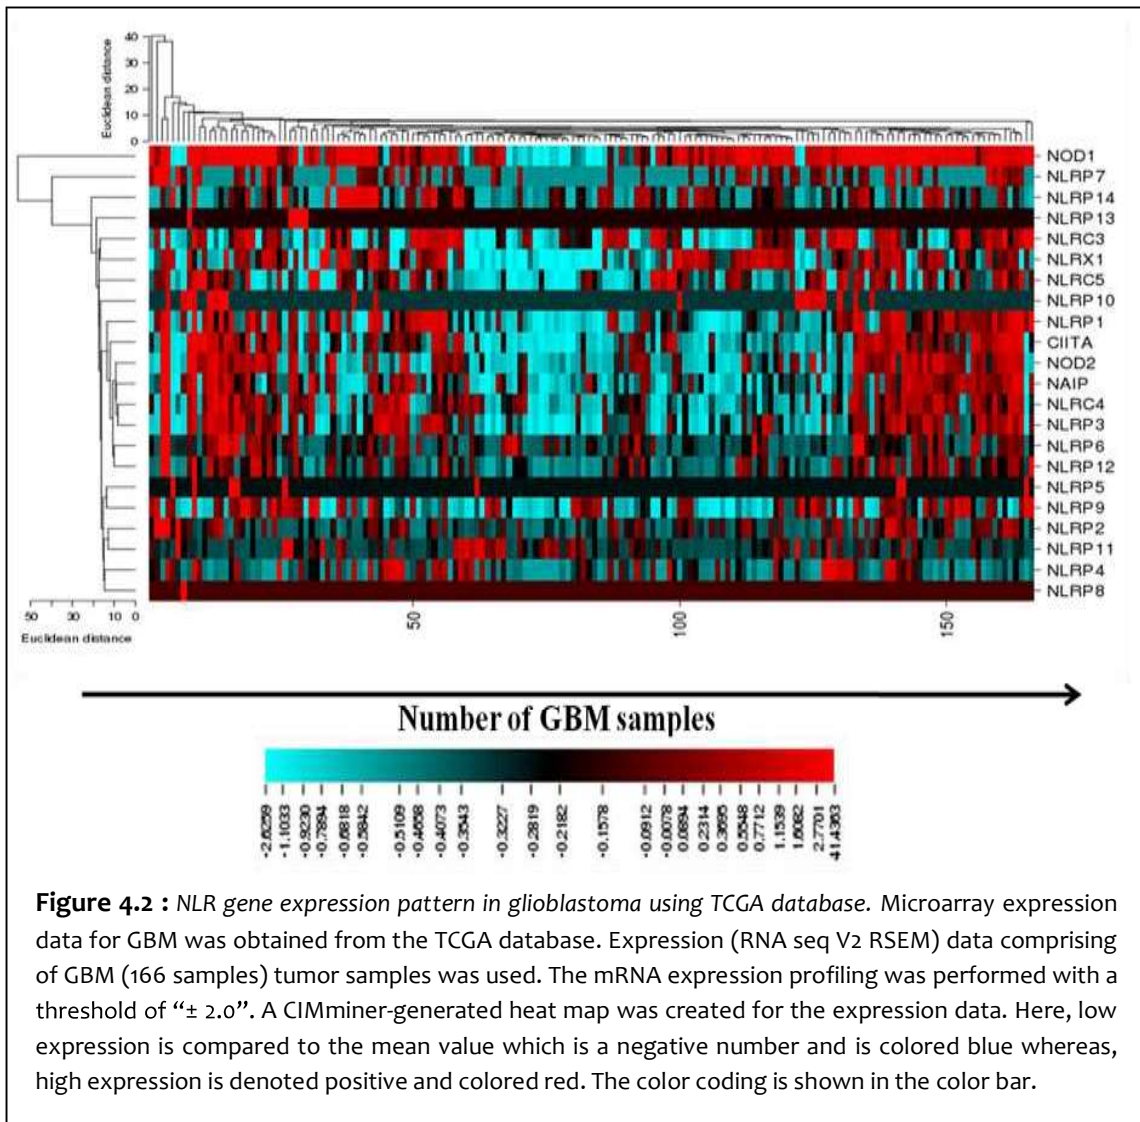 Euclidean distance
40
30
20
10
0
NOD1
NLRP7
NLRP14
NLRP13
NLRC3
NLRX1
NLRC5
NLRP10
NLRP1
CIITA
NOD2
NAIP
NLRC4
NLRP3
NLRP6
NLRP12
NLRP5
NLRP9
NLRP2
NLRP11
NLRP4
NLRP8
50 30 10 0
Euclidean distance
50
100
150
Number of GBM samples
-2.6259
-1.1033
-0.9230
-0.7894
-0.6818
-0.5842
-0.5109
-0.4658
-0.4073
-0.3543
-0.3227
-0.2819
-0.2182
-0.1578
-0.0912
-0.0078
0.0894
0.2314
0.3695
0.5548
0.7712
1.1539
1.6082
2.7701
41.4363
Figure 4.2 : NLR gene expression pattern in glioblastoma using TCGA database. Microarray expression
data for GBM was obtained from the TCGA database. Expression (RNA seq V2 RSEM) data comprising
of GBM (166 samples) tumor samples was used. The mRNA expression profiling was performed with a
threshold of “± 2.0”. A CIMminer-generated heat map was created for the expression data. Here, low
expression is compared to the mean value which is a negative number and is colored blue whereas,
high expression is denoted positive and colored red. The color coding is shown in the color bar.